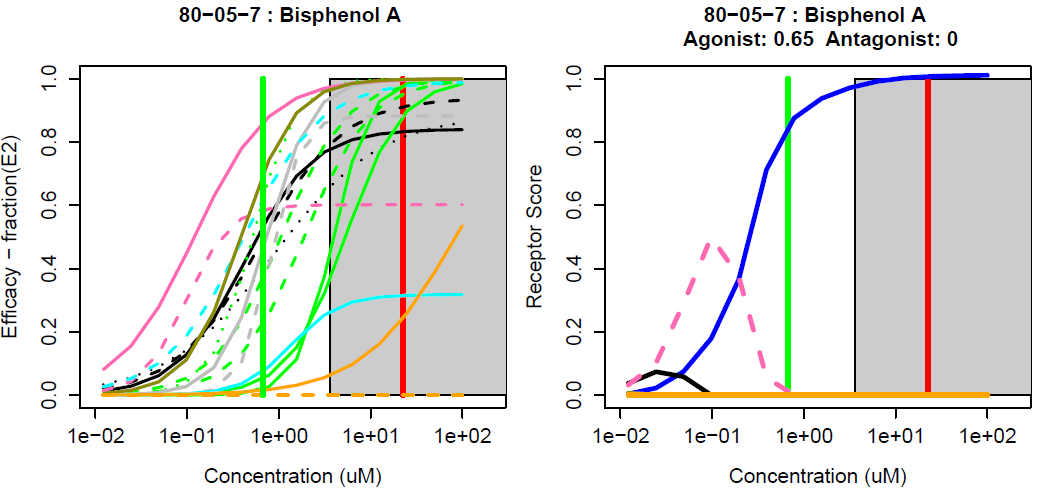 80−05−7 : Bisphenol A
Efficacy − fraction(E2)
1.0
0.8
0.6
0.4
0.2
0.0
1e−02
1e−01
1e+00
1e+01
1e+02
Concentration (uM)
80−05−7 : Bisphenol A
Agonist: 0.65 Antagonist: 0
Receptor Score
1.0
0.8
0.6
0.4
0.2
0.0
1e−02
1e−01
1e+00
1e+01
1e+02
Concentration (uM)